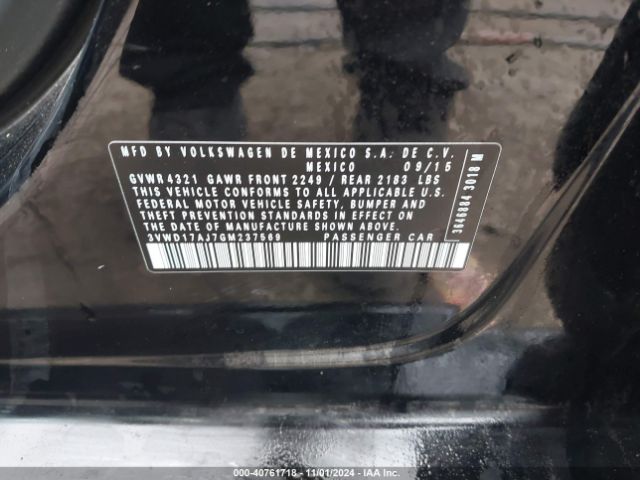 MFD BY VOLKSWAGEN DE MEXICO S.A. DE C.V.
MEXICO 09/15
GVWR 4321 GAWR FRONT 2249 / REAR 2183 LBS
THIS VEHICLE CONFORMS TO ALL APPLICABLE U.S.
FEDERAL MOTOR VEHICLE SAFETY, BUMPER AND
THEFT PREVENTION STANDARDS IN EFFECT ON
THE DATE OF MANUFACTURE SHOWN ABOVE.
3VWD17AJ7GM237569 PASSENGER CAR
3646084 3018 M
000-40761718 - 11/01/2024 - IAA Inc.